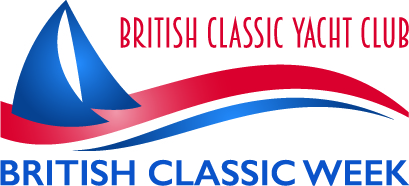 BRITISH CLASSIC YACHT CLUB
BRITISH CLASSIC WEEK